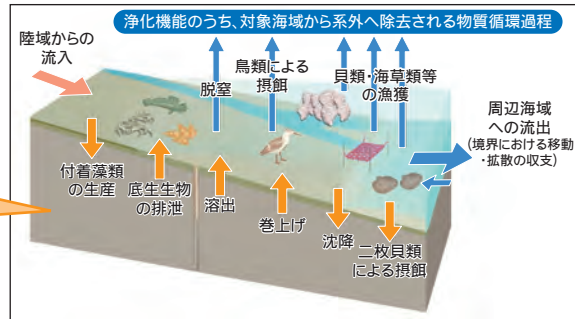 浄化機能のうち、対象海域から系外へ除去される物質循環過程
陸域からの
流入
脱窒
鳥類による
摂餌
貝類・海草類等
の漁獲
周辺海域
への流出
(境界における移動
・拡散の収支)
付着藻類
の生産
底生生物
の排泄
溶出
巻上げ
沈降
二枚貝類
による摂餌